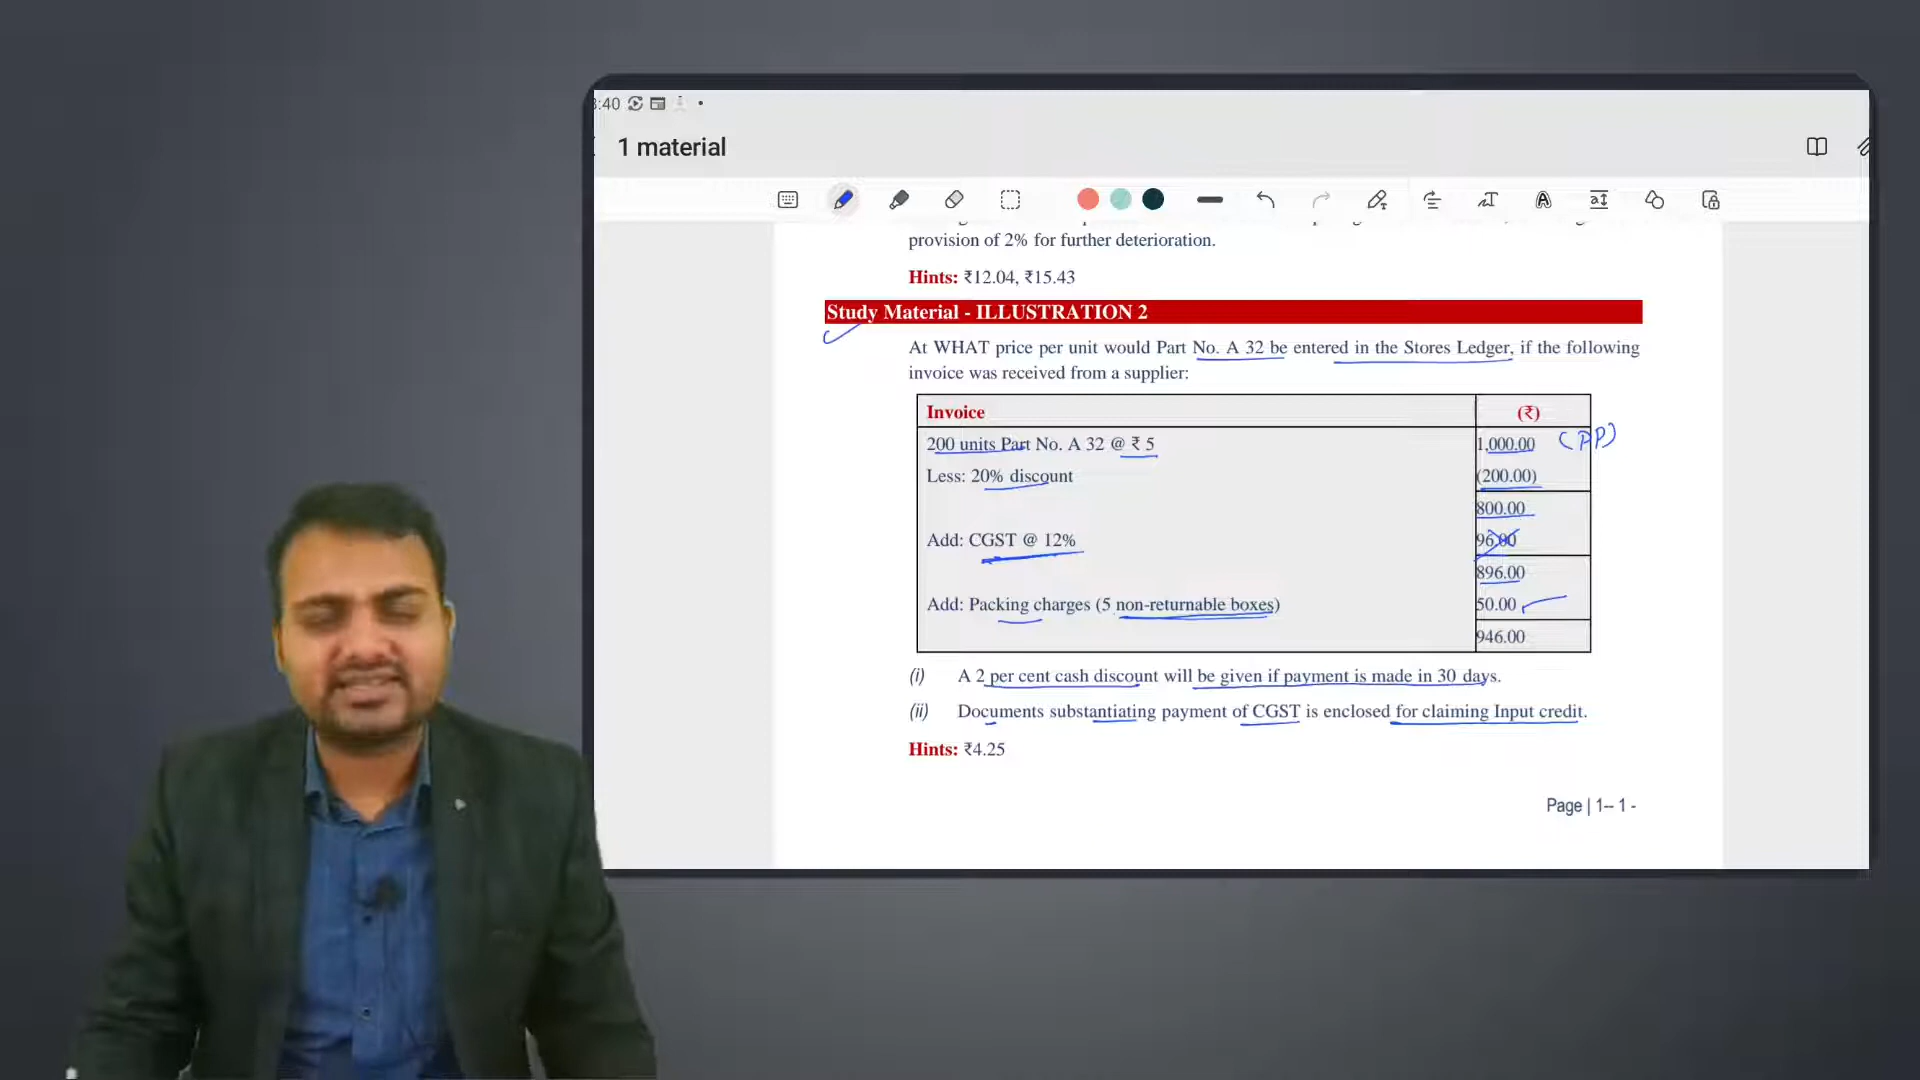 :40
1 material
provision of 2% for further deterioration.
Hints: ₹12.04, ₹15.43
Study Material - ILLUSTRATION 2
At WHAT price per unit would Part No. A 32 be entered in the Stores Ledger, if the following
invoice was received from a supplier:
Invoice (₹)
200 units Part No. A 32 @ ₹ 5 1,000.00 (PP)
Less: 20% discount (200.00)
800.00
Add: CGST @ 12% 96.00
896.00
Add: Packing charges (5 non-returnable boxes) 50.00
946.00
(i) A 2 per cent cash discount will be given if payment is made in 30 days.
(ii) Documents substantiating payment of CGST is enclosed for claiming Input credit.
Hints: ₹4.25
Page | 1-- 1 -